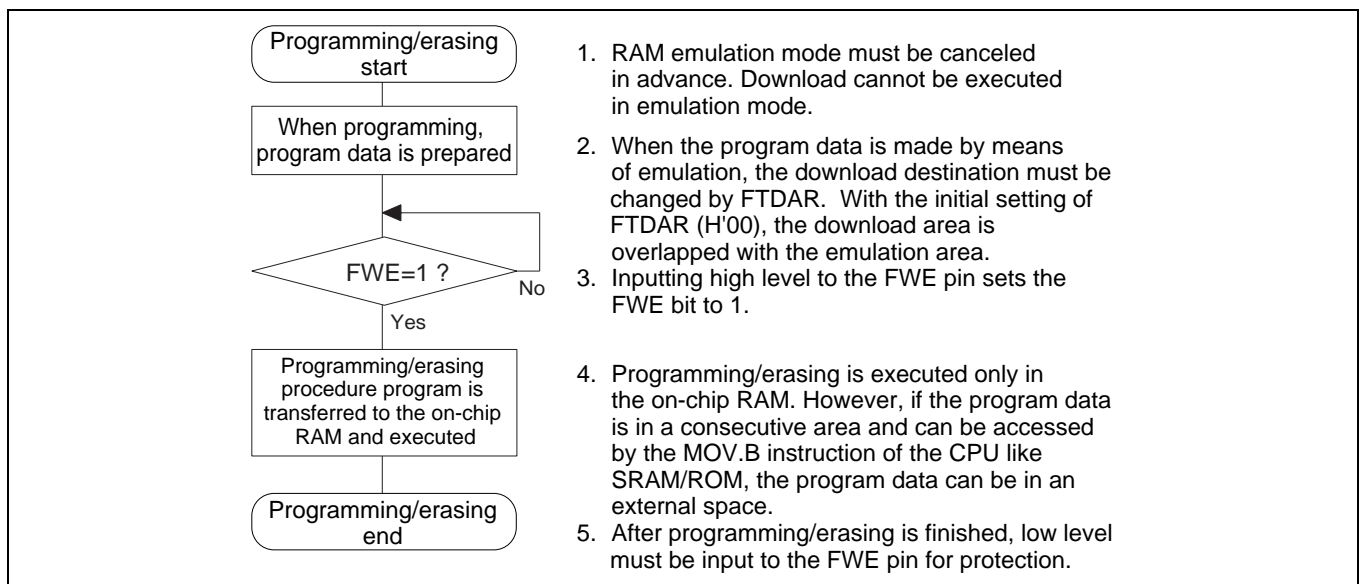 Programming/erasing
start
When programming,
program data is prepared
FWE=1 ?
No
Yes
Programming/erasing
procedure program is
transferred to the on-chip
RAM and executed
Programming/erasing
end
1. RAM emulation mode must be canceled
in advance. Download cannot be executed
in emulation mode.
2. When the program data is made by means
of emulation, the download destination must be
changed by FTDAR. With the initial setting of
FTDAR (H'00), the download area is
overlapped with the emulation area.
3. Inputting high level to the FWE pin sets the
FWE bit to 1.
4. Programming/erasing is executed only in
the on-chip RAM. However, if the program data
is in a consecutive area and can be accessed
by the MOV.B instruction of the CPU like
SRAM/ROM, the program data can be in an
external space.
5. After programming/erasing is finished, low level
must be input to the FWE pin for protection.